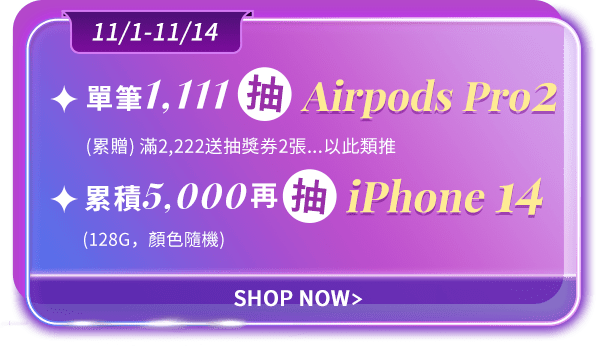 11/1-11/14
單筆1,111 抽 Airpods Pro2
(累贈) 滿2,222送抽獎券2張...以此類推
累積5,000再 抽 iPhone 14
(128G，顏色隨機)
SHOP NOW>